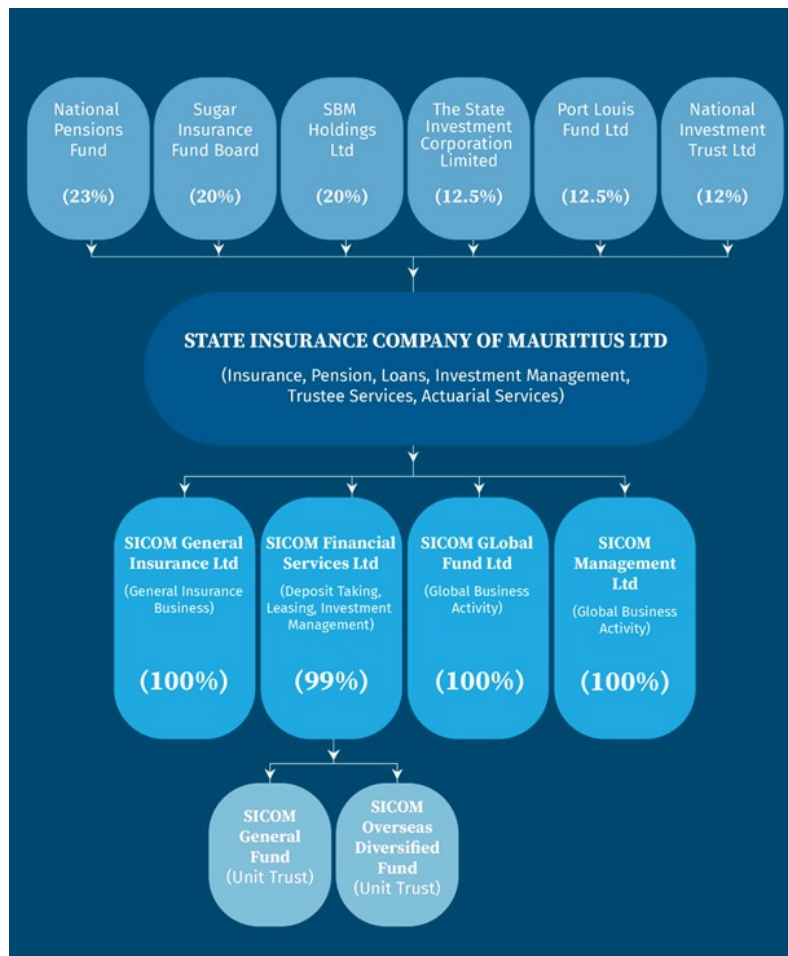 National
Pensions
Fund
(23%)
Sugar
Insurance
Fund Board
(20%)
SBM
Holdings
Ltd
(20%)
The State
Investment
Corporation
Limited
(12.5%)
Port Louis
Fund Ltd
(12.5%)
National
Investment
Trust Ltd
(12%)
STATE INSURANCE COMPANY OF MAURITIUS LTD
(Insurance, Pension, Loans, Investment Management,
Trustee Services, Actuarial Services)
SICOM General
Insurance Ltd
(General Insurance
Business)
(100%)
SICOM Financial
Services Ltd
(Deposit Taking,
Leasing, Investment
Management)
(99%)
SICOM GLobal
Fund Ltd
(Global Business
Activity)
(100%)
SICOM
Management
Ltd
(Global Business
Activity)
(100%)
SICOM
General
Fund
(Unit Trust)
SICOM
Overseas
Diversified
Fund
(Unit Trust)